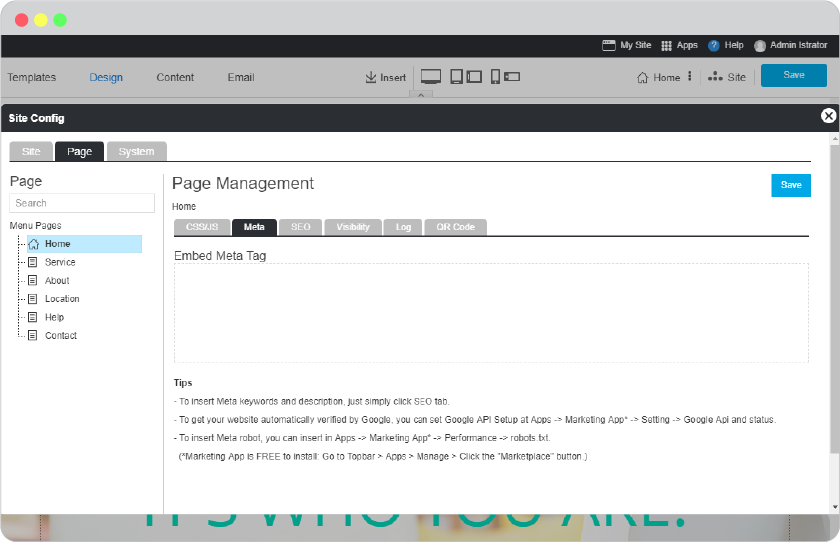 My Site Apps ? Help Admin Istrator
Templates Design Content Email Insert Home Site Save
Site Config
Site Page System
Page
Search
Menu Pages
Home
Service
About
Location
Help
Contact
Page Management
Save
Home
CSS/JS Meta SEO Visibility Log QR Code
Embed Meta Tag
Tips
- To insert Meta keywords and description, just simply click SEO tab.
- To get your website automatically verified by Google, you can set Google API Setup at Apps -> Marketing App* -> Setting -> Google Api and status.
- To insert Meta robot, you can insert in Apps -> Marketing App* -> Performance -> robots.txt.
(*Marketing App is FREE to install: Go to Topbar > Apps > Manage > Click the "Marketplace" button.)
IT'S WHO YOU ARE.